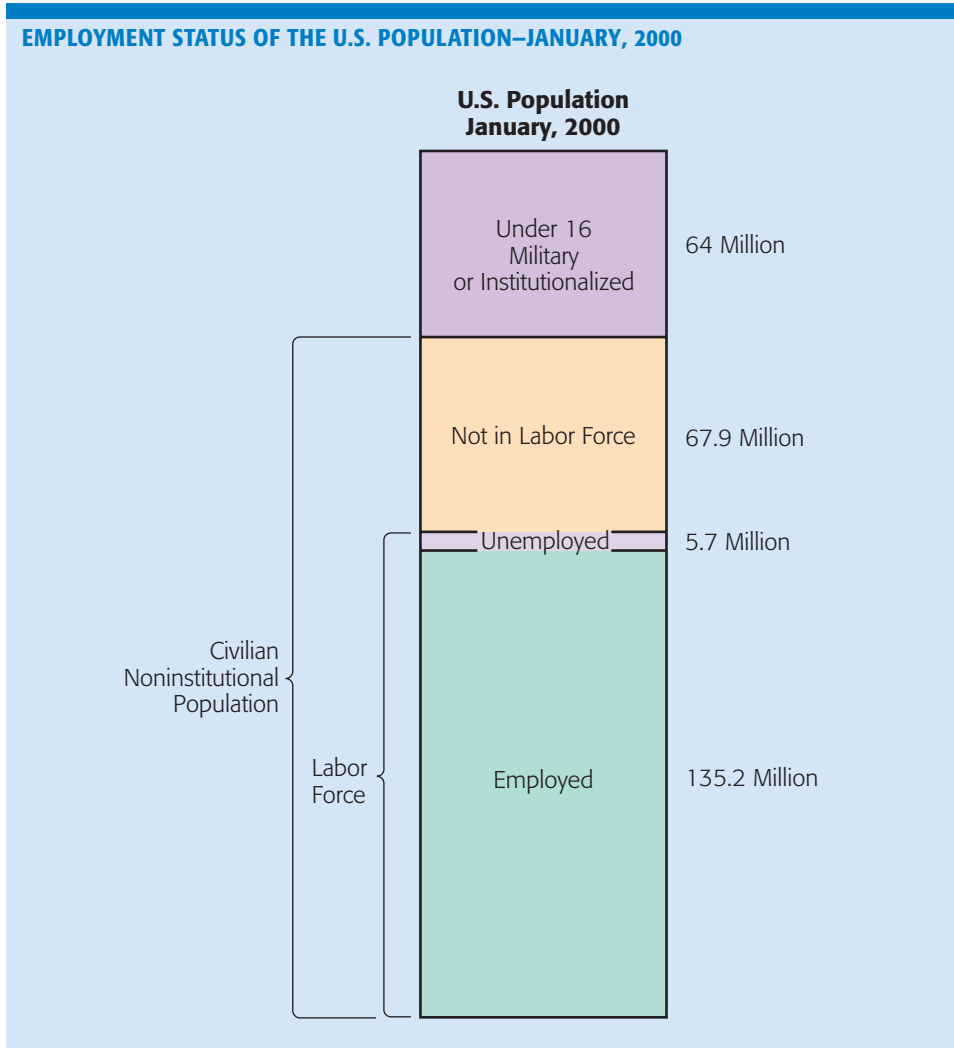 EMPLOYMENT STATUS OF THE U.S. POPULATION–JANUARY, 2000
U.S. Population
January, 2000
Under 16
Military
or Institutionalized
64 Million
Not in Labor Force
67.9 Million
Unemployed
5.7 Million
Civilian
Noninstitutional
Population
Labor
Force
Employed
135.2 Million